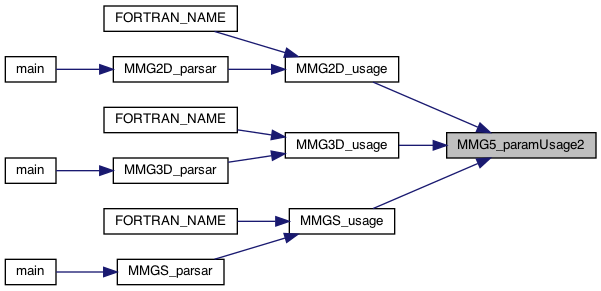 FORTRAN_NAME
main
MMG2D_parsar
MMG2D_usage
FORTRAN_NAME
MMG3D_usage
MMG5_paramUsage2
main
MMG3D_parsar
FORTRAN_NAME
MMGS_usage
main
MMGS_parsar